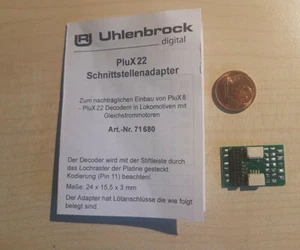 Uhlenbrock
digital
PluX22
Schnittstellenadapter
Zum nachträglichen Einbau von PluX8
- PluX22 Decodern in Lokomotiven mit
Gleichstrommotoren
Art.-Nr. 71680
Der Decoder wird mit der Stiftleiste durch
das Lochraster der Platine gesteckt
Kodierung (Pin 11) beachten!
Maße: 24 x 15,5 x 3 mm
Der Adapter hat Lötanschlüsse die wie folgt
belegt sind.